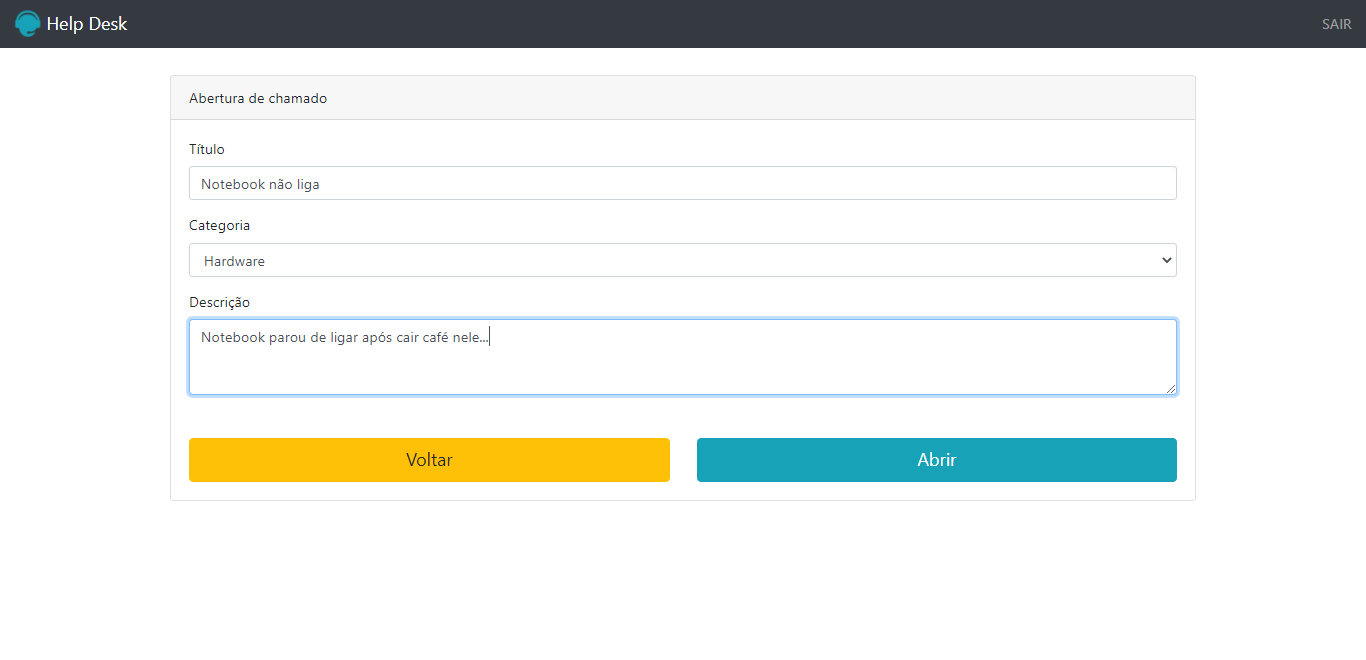 Help Desk
SAIR
Abertura de chamado
Título
Notebook não liga
Categoria
Hardware
Descrição
Notebook parou de ligar após cair café nele...
Voltar
Abrir